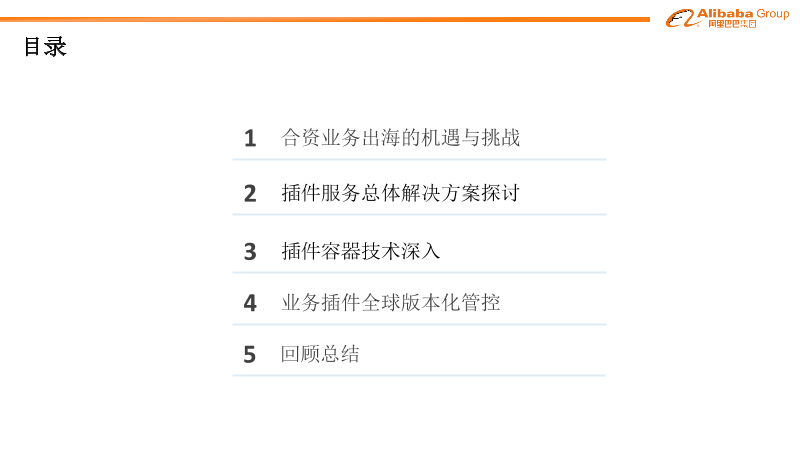 Alibaba Group
阿里巴巴集团
目录
1 合资业务出海的机遇与挑战
2 插件服务总体解决方案探讨
3 插件容器技术深入
4 业务插件全球版本化管控
5 回顾总结